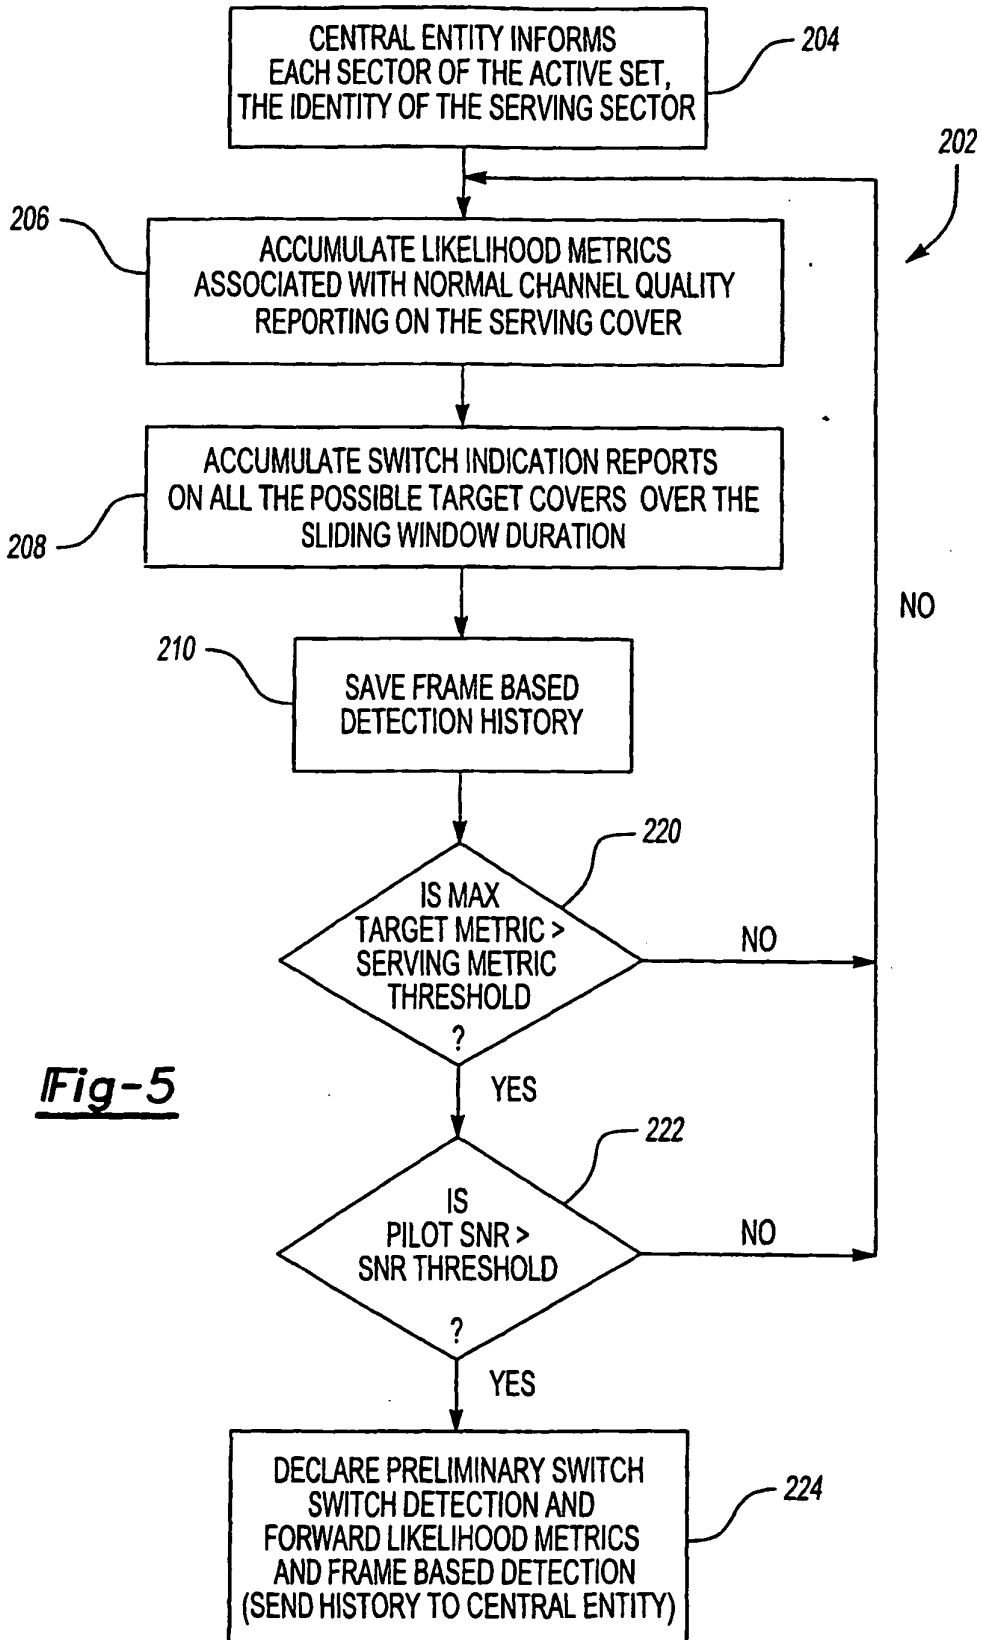 CENTRAL ENTITY INFORMS
EACH SECTOR OF THE ACTIVE SET,
THE IDENTITY OF THE SERVING SECTOR
204
202
206
ACCUMULATE LIKELIHOOD METRICS
ASSOCIATED WITH NORMAL CHANNEL QUALITY
REPORTING ON THE SERVING COVER
ACCUMULATE SWITCH INDICATION REPORTS
ON ALL THE POSSIBLE TARGET COVERS OVER THE
SLIDING WINDOW DURATION
208
NO
210
SAVE FRAME BASED
DETECTION HISTORY
220
IS MAX
TARGET METRIC >
SERVING METRIC
THRESHOLD
?
NO
YES
Fig-5
222
IS
PILOT SNR >
SNR THRESHOLD
?
NO
YES
DECLARE PRELIMINARY SWITCH
SWITCH DETECTION AND
FORWARD LIKELIHOOD METRICS
AND FRAME BASED DETECTION
(SEND HISTORY TO CENTRAL ENTITY)
224